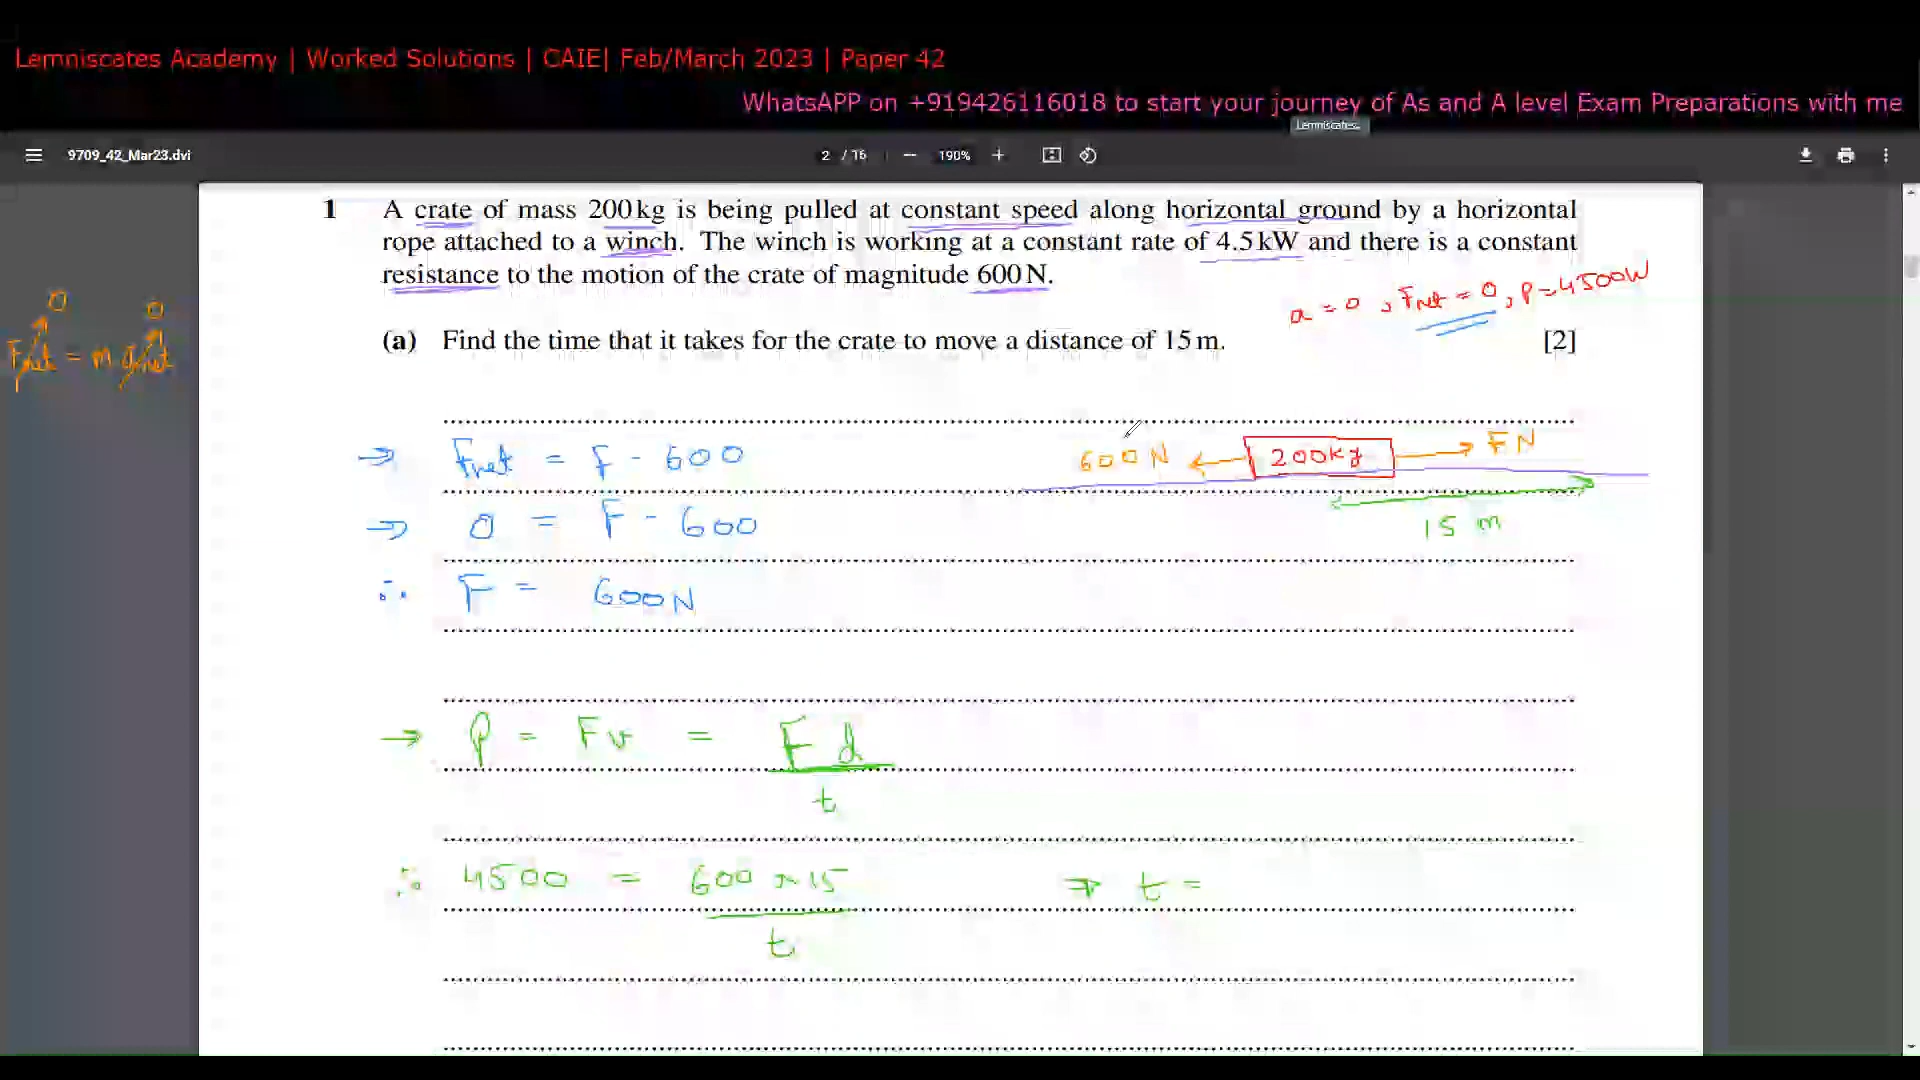 Lemniscates Academy | Worked Solutions | CAIE| Feb/March 2023 | Paper 42
WhatsAPP on +919426116018 to start your journey of As and A level Exam Preparations with me
Lemniscates...
9709_42_Mar23.dvi
2 / 16
190%
1 A crate of mass 200 kg is being pulled at constant speed along horizontal ground by a horizontal
rope attached to a winch. The winch is working at a constant rate of 4.5 kW and there is a constant
resistance to the motion of the crate of magnitude 600 N.
a = 0 , Fnet = 0, P = 4500W
0 0
Fnet = m anet
(a) Find the time that it takes for the crate to move a distance of 15 m. [2]
⇒ Fnet = F - 600
600 N 200kg F N
⇒ 0 = F - 600
15 m
∴ F = 600N
→ P = Fv = F d
t
∴ 4500 = 600 × 15 ⇒ t =
t